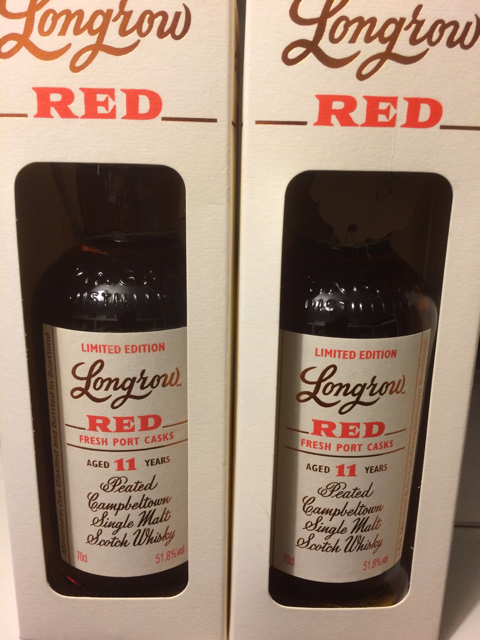 Longrow
RED
LIMITED EDITION
Longrow
RED
FRESH PORT CASKS
AGED 11 YEARS
Peated
Campbeltown
Single Malt
Scotch Whisky
70cl 51.8% vol
Longrow
RED
LIMITED EDITION
Longrow
RED
FRESH PORT CASKS
AGED 11 YEARS
Peated
Campbeltown
Single Malt
Scotch Whisky
70cl 51.8% vol